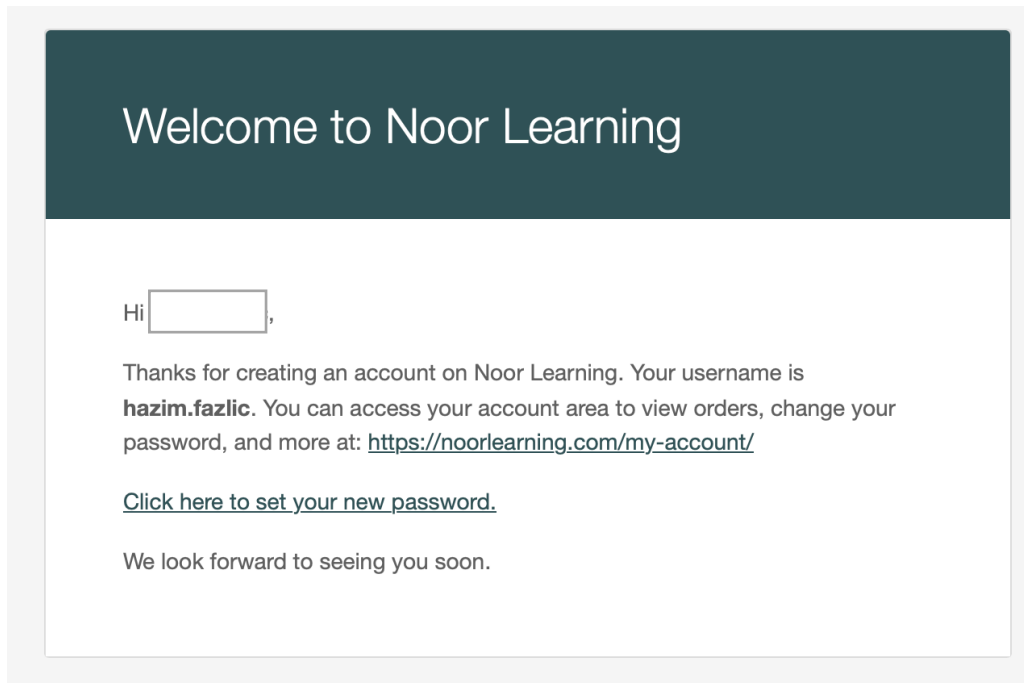 Welcome to Noor Learning
Hi ,
Thanks for creating an account on Noor Learning. Your username is
hazim.fazlic. You can access your account area to view orders, change your
password, and more at: https://noorlearning.com/my-account/
Click here to set your new password.
We look forward to seeing you soon.